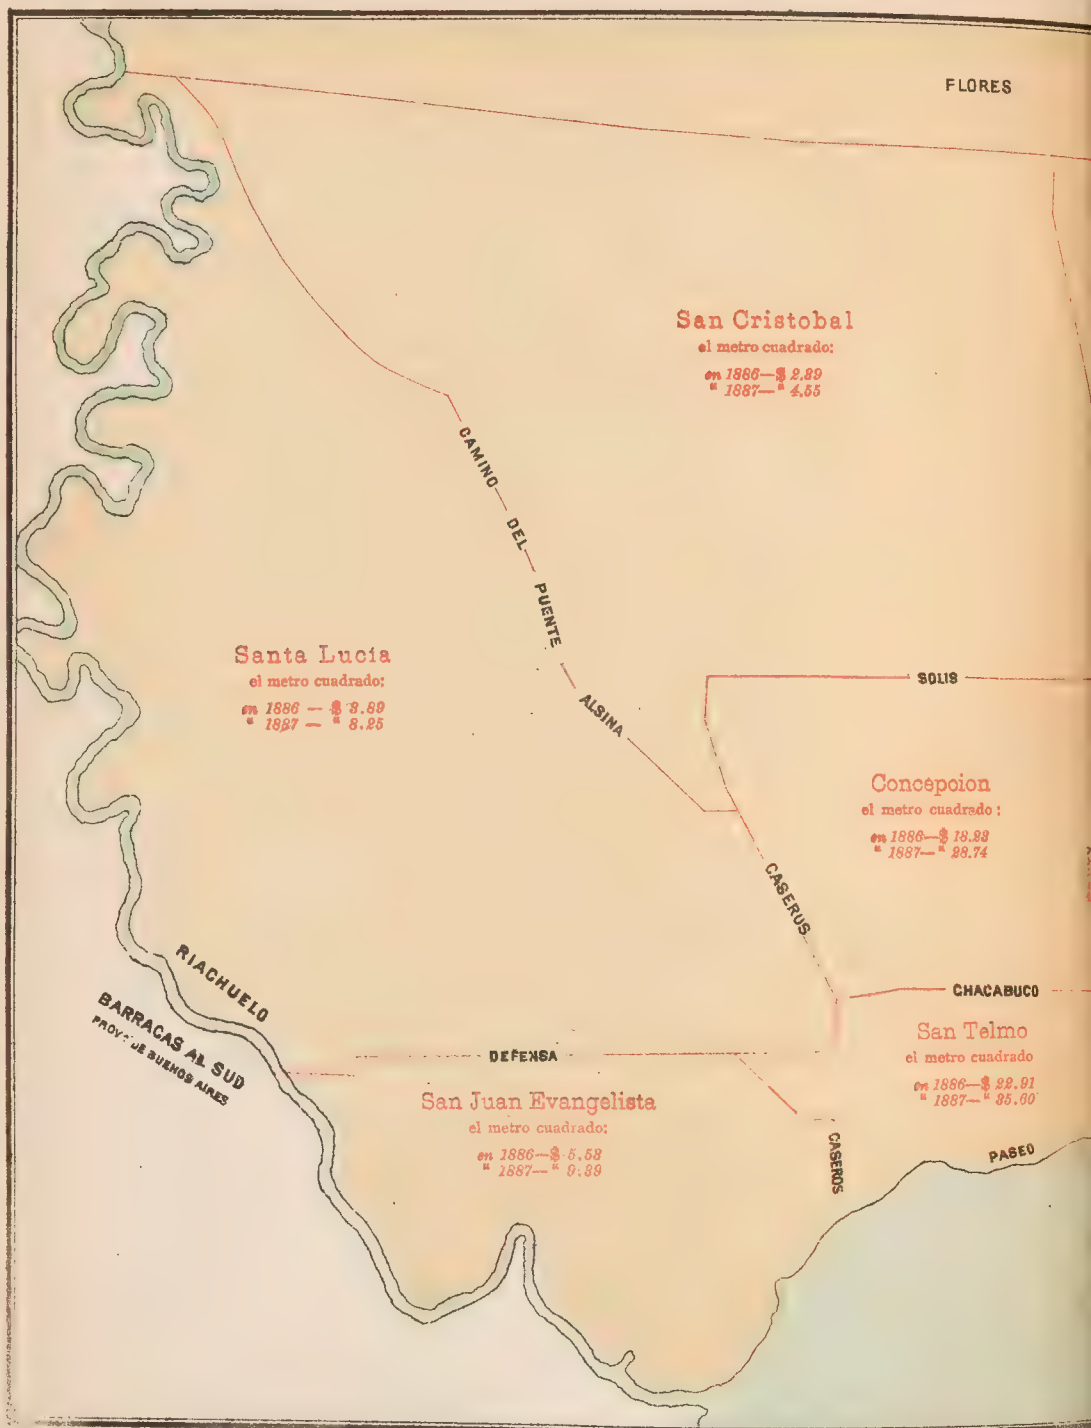 FLORES
San Cristobal
el metro cuadrado:
en 1886—$ 2.89
" 1887— " 4.55
CAMINO DEL PUENTE ALSINA
Santa Lucia
el metro cuadrado:
en 1886 — $ 3.89
" 1887 — " 8.25
SOLIS
Concepcion
el metro cuadrado:
en 1886—$ 18.23
" 1887— " 28.74
CASERUS
RIACHUELO
BARRACAS AL SUD
PROVA DE BUENOS AIRES
CHACABUCO
San Telmo
el metro cuadrado
en 1886—$ 22.91
" 1887— " 35.60
DEFENSA
San Juan Evangelista
el metro cuadrado:
en 1886—$ 5.53
" 1887— " 9.39
CASEROS
PASEO